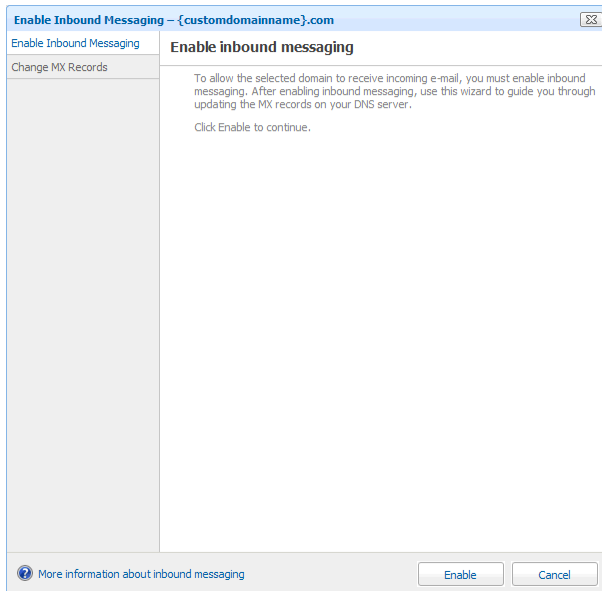 Enable Inbound Messaging – {customdomainname}.com
Enable Inbound Messaging
Change MX Records
Enable inbound messaging
To allow the selected domain to receive incoming e-mail, you must enable inbound
messaging. After enabling inbound messaging, use this wizard to guide you through
updating the MX records on your DNS server.
Click Enable to continue.
? More information about inbound messaging
Enable
Cancel